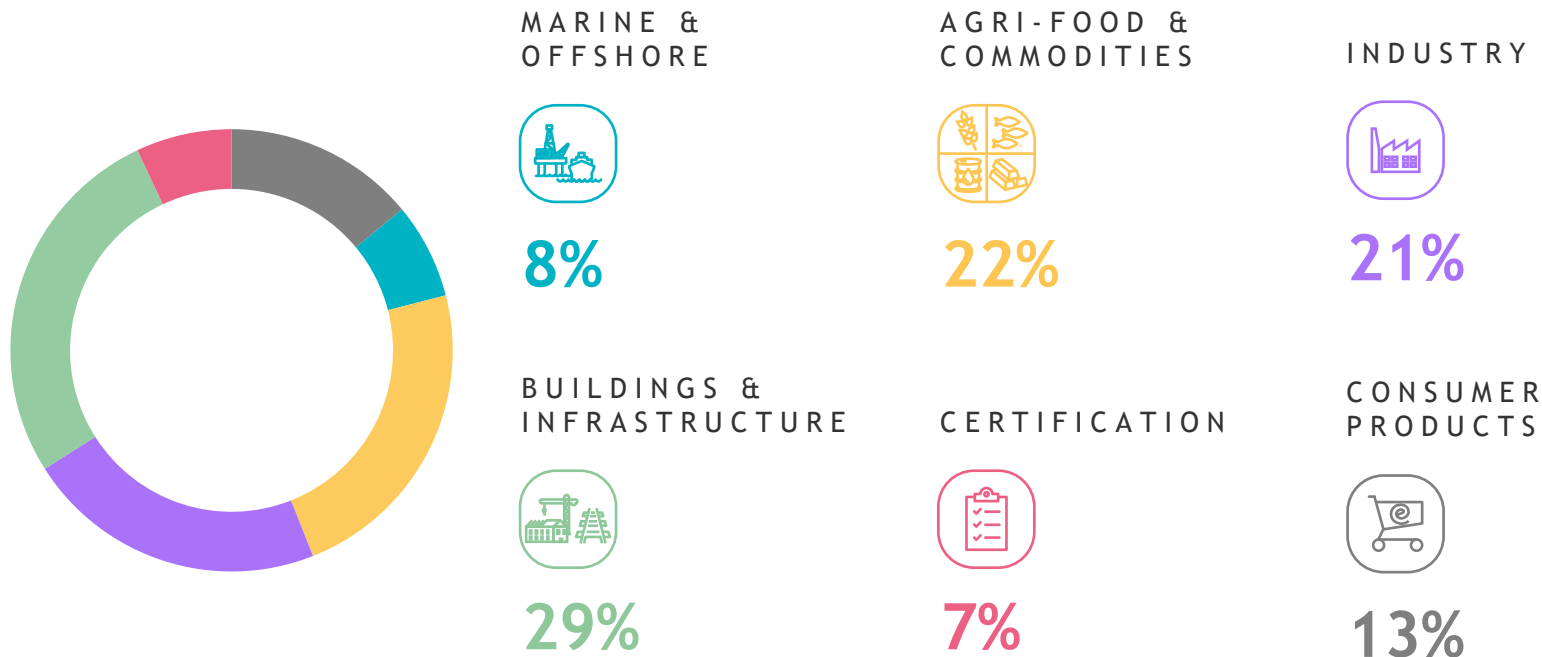 MARINE &
OFFSHORE
8%
AGRI-FOOD &
COMMODITIES
22%
INDUSTRY
21%
BUILDINGS &
INFRASTRUCTURE
29%
CERTIFICATION
7%
CONSUMER
PRODUCTS
e
13%